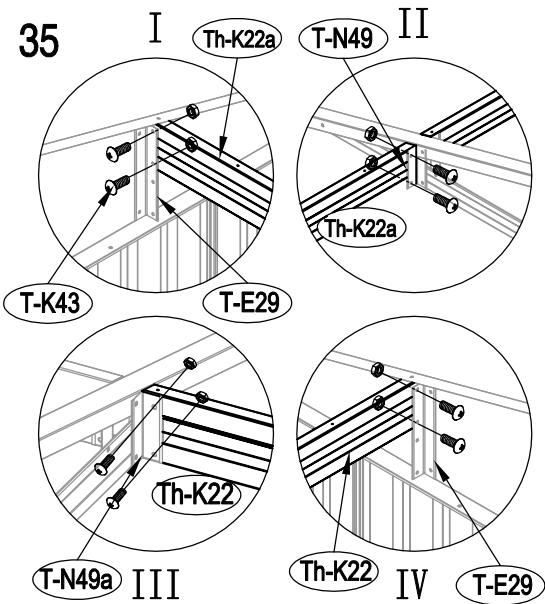 35
I
Th-K22a
T-N49
II
Th-K22a
T-K43
T-E29
Th-K22
T-N49a
III
Th-K22
IV
T-E29